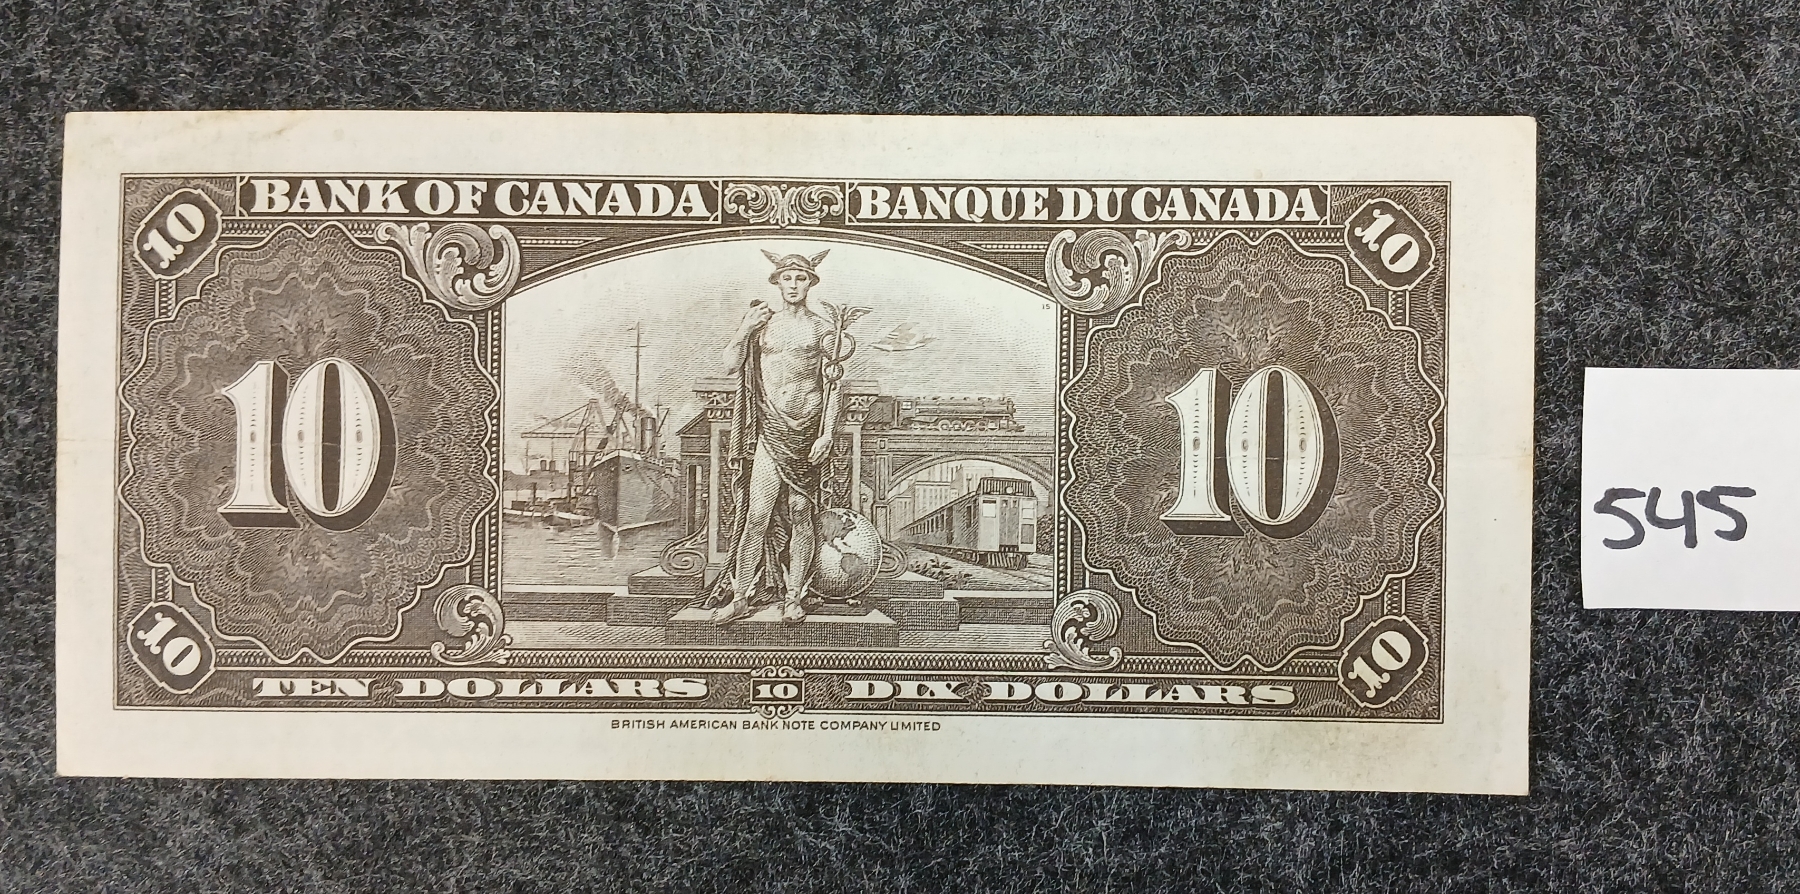 10 BANK OF CANADA BANQUE DU CANADA 10
15
10 10
10 TEN DOLLARS 10 DIX DOLLARS 10
BRITISH AMERICAN BANK NOTE COMPANY LIMITED
545